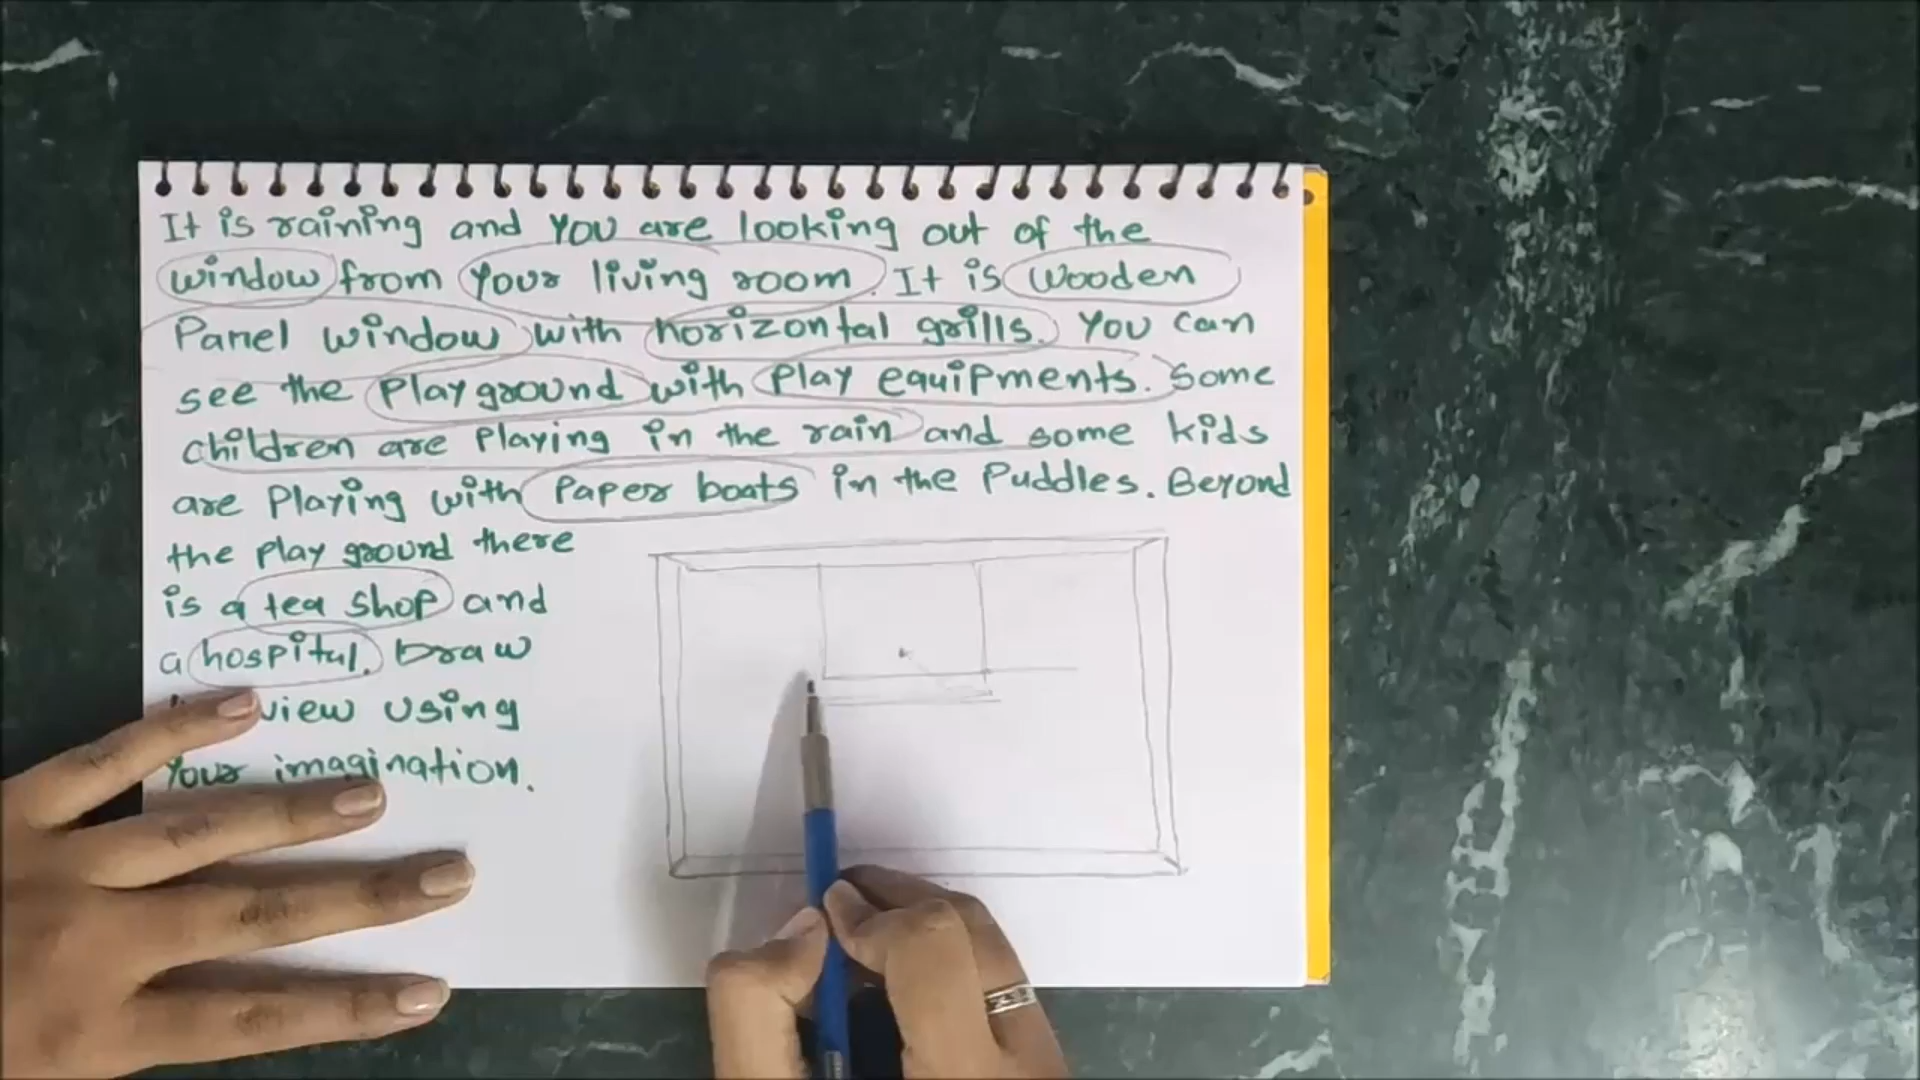 It is raining and you are looking out of the
window from your living room. It is wooden
Panel window with horizontal grills. You can
see the playground with play equipments. Some
children are playing in the rain and some kids
are playing with paper boats in the puddles. Beyond
the play ground there
is a tea shop and
a hospital. Draw
view using
your imagination.